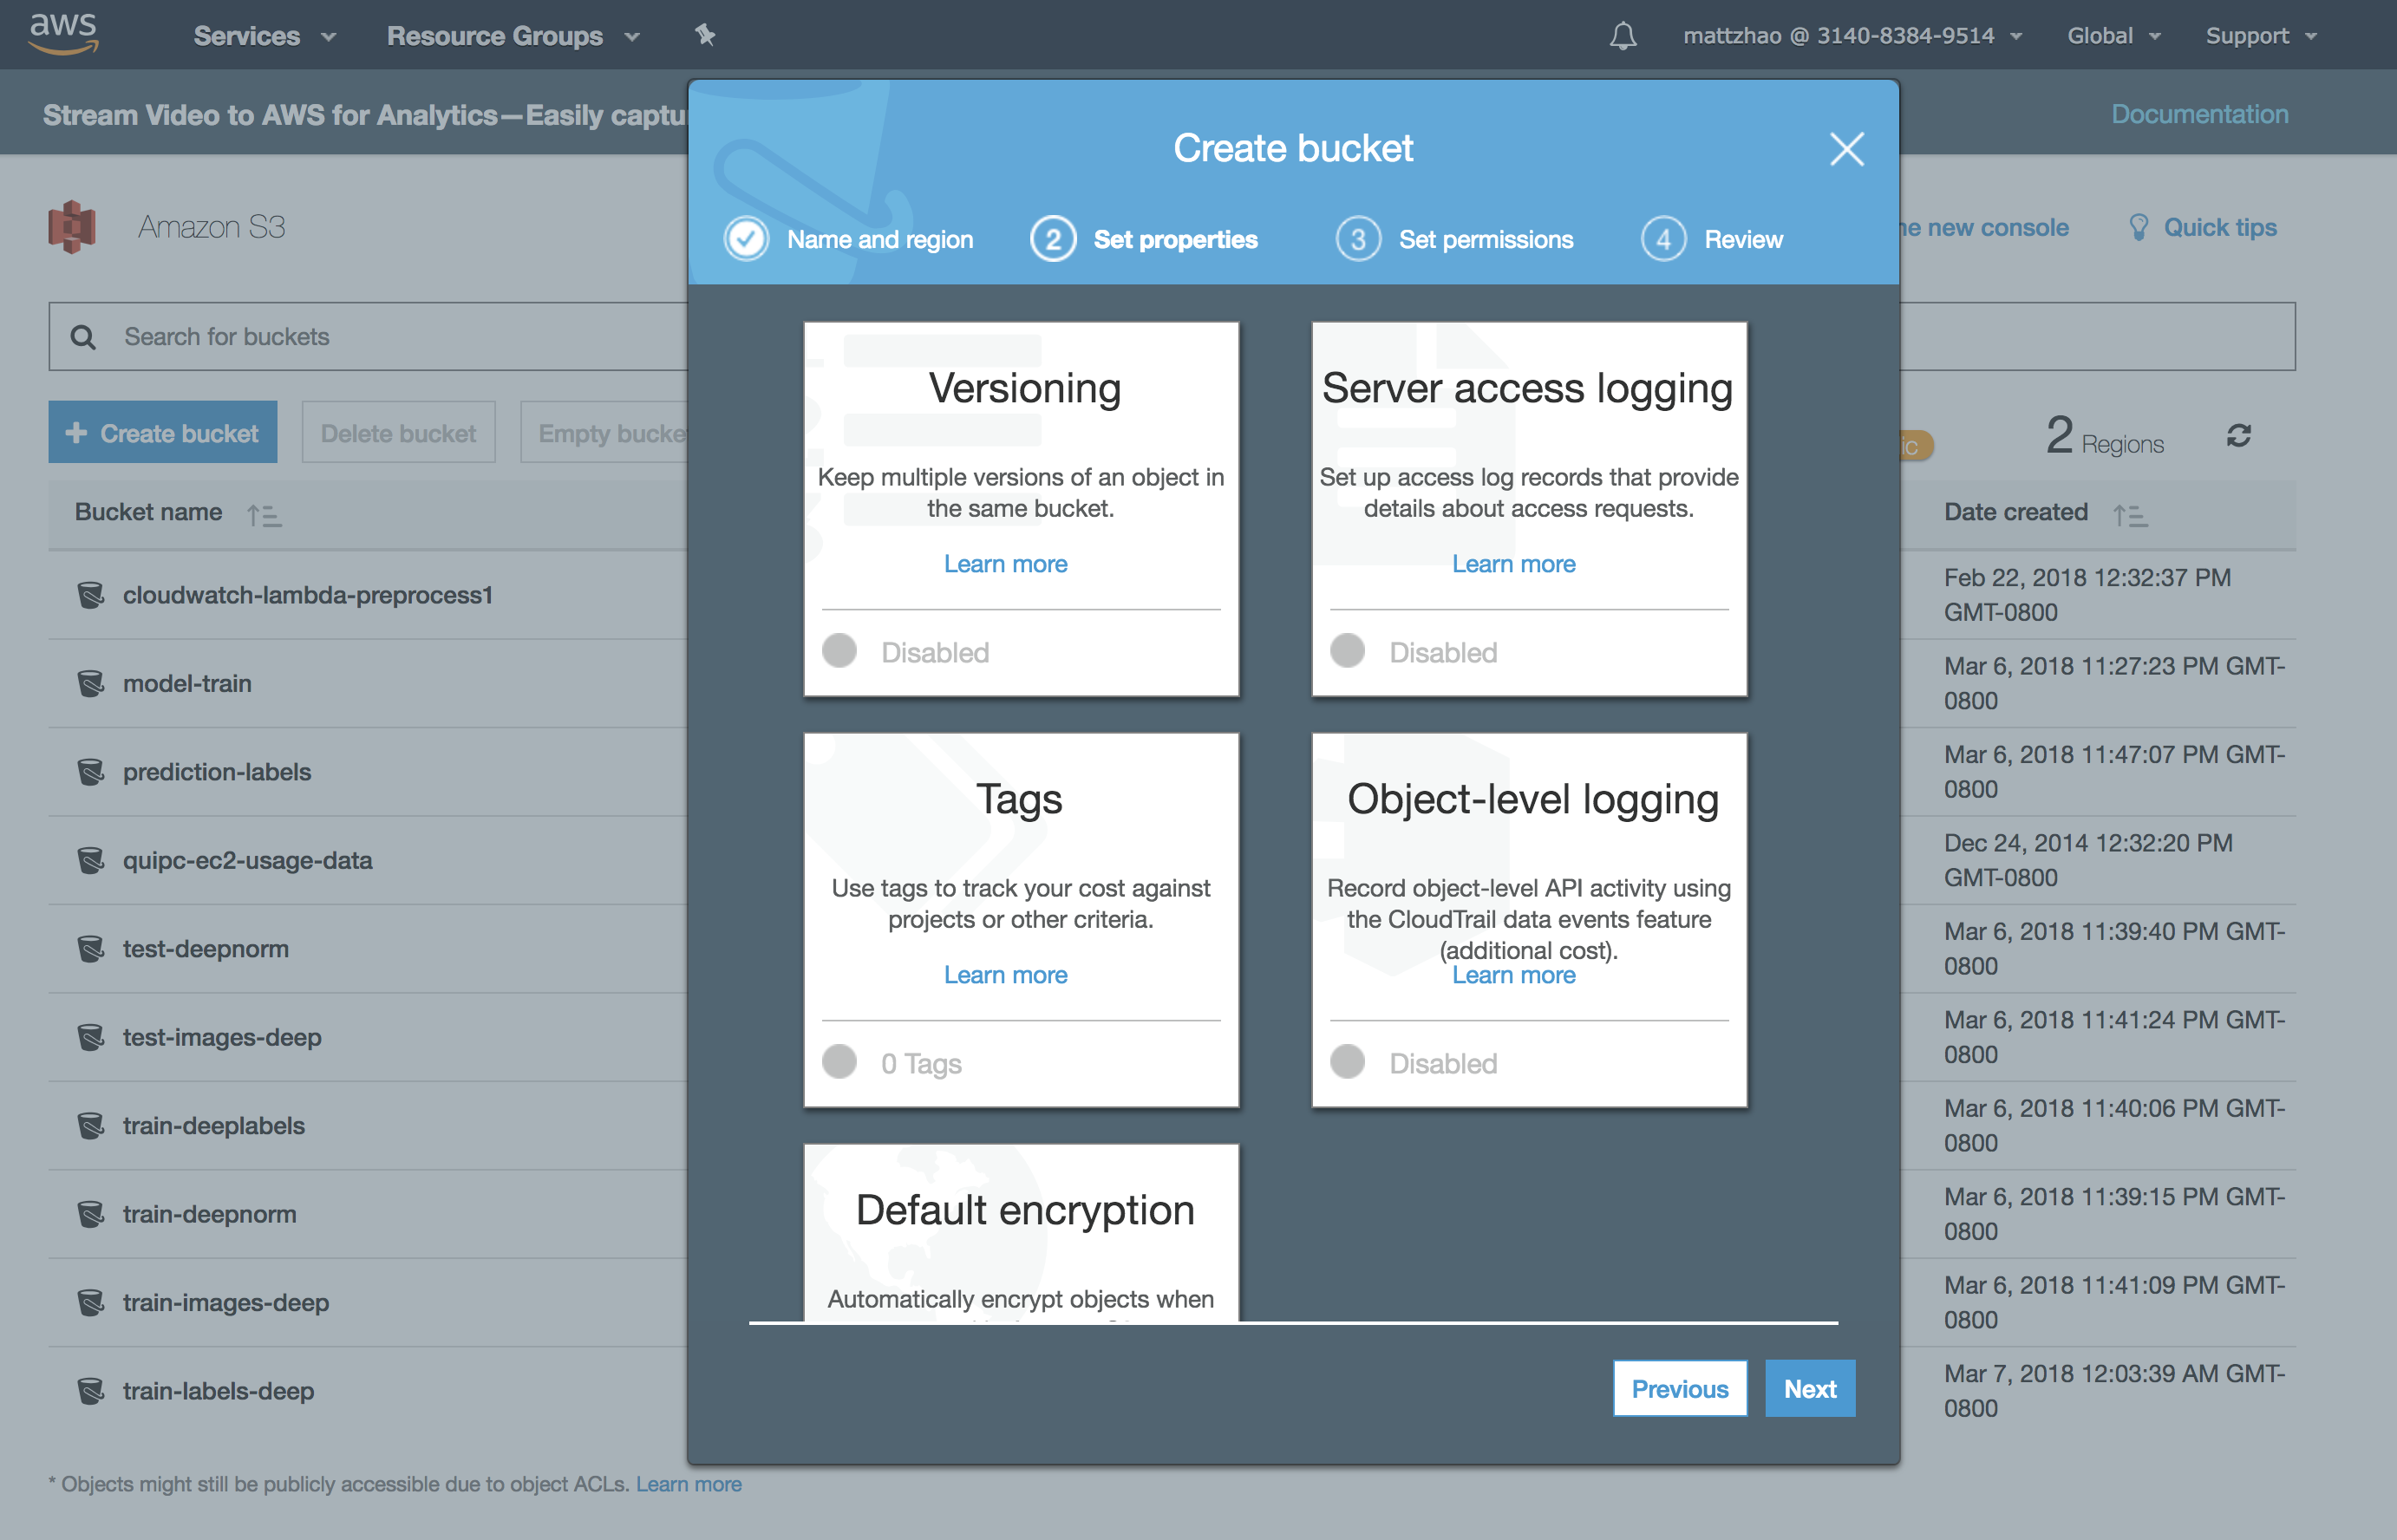 aws
Services
Resource Groups
mattzhao @ 3140-8384-9514
Global
Support
Stream Video to AWS for Analytics—Easily captu
Documentation
Create bucket
Name and region
2 Set properties
3 Set permissions
4 Review
Amazon S3
he new console
Quick tips
Search for buckets
Create bucket
Delete bucket
Empty bucke
ic
2 Regions
Bucket name
Date created
cloudwatch-lambda-preprocess1
Feb 22, 2018 12:32:37 PM
GMT-0800
model-train
Mar 6, 2018 11:27:23 PM GMT-
0800
prediction-labels
Mar 6, 2018 11:47:07 PM GMT-
0800
quipc-ec2-usage-data
Dec 24, 2014 12:32:20 PM
GMT-0800
test-deepnorm
Mar 6, 2018 11:39:40 PM GMT-
0800
test-images-deep
Mar 6, 2018 11:41:24 PM GMT-
0800
train-deeplabels
Mar 6, 2018 11:40:06 PM GMT-
0800
train-deepnorm
Mar 6, 2018 11:39:15 PM GMT-
0800
train-images-deep
Mar 6, 2018 11:41:09 PM GMT-
0800
train-labels-deep
Mar 7, 2018 12:03:39 AM GMT-
0800
Versioning
Keep multiple versions of an object in
the same bucket.
Learn more
Disabled
Server access logging
Set up access log records that provide
details about access requests.
Learn more
Disabled
Tags
Use tags to track your cost against
projects or other criteria.
Learn more
0 Tags
Object-level logging
Record object-level API activity using
the CloudTrail data events feature
(additional cost).
Learn more
Disabled
Default encryption
Automatically encrypt objects when
Previous
Next
* Objects might still be publicly accessible due to object ACLs. Learn more